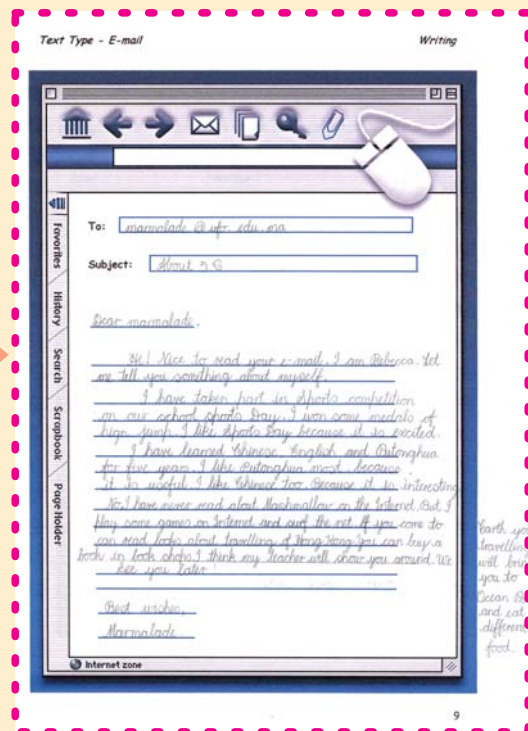 Text Type - E-mail
Writing
To: marmalade @ ufr. edu. ma
Subject: About 5 G
Favorites
History
Search
Scrapbook
Page Holder
Dear marmalade,
Hi! Nice to read your e-mail. I am Rebecca. Let
me tell you something about myself.
I have taken part in sports competition
on our school sports Day. I won some medals of
high jump. I like sports Day because it is excited.
I have learned Chinese English and Putonghua
for five years. I like Putonghua most because
it is useful. I like Chinese too. Because it is interesting
No, I have never read about Mashmallow on the Internet. But I
play some games on Internet and surf the net. If you come to
can read books about travelling of Hong Kong. You can buy a
book in book shops. I think my teacher will show you around. We
see you later!
Best wishes,
Marmalade
travelling
will
you to
Ocean
and eat
different
food.
Internet zone
9